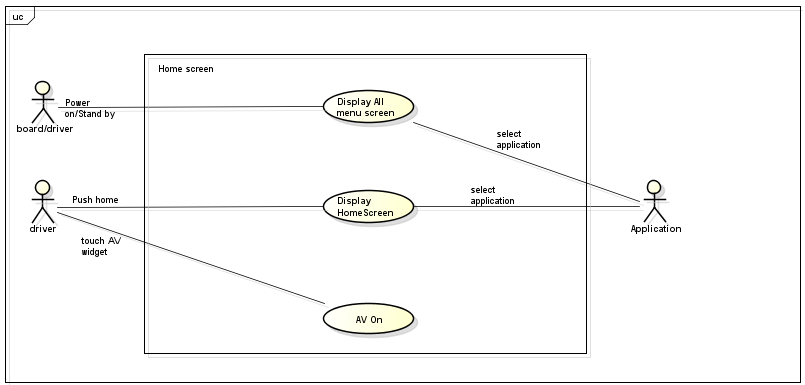 uc
Home screen
Power
on/Stand by
board/driver
Display All
menu screen
select
application
Push home
driver
touch AV
widget
Display
HomeScreen
select
application
Application
AV On